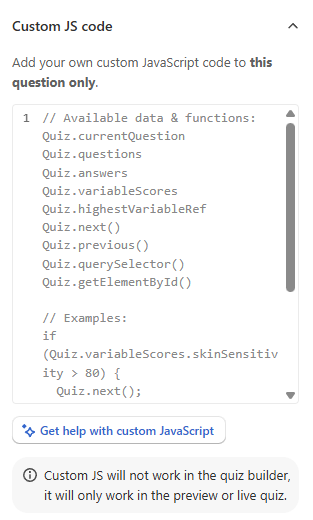 Custom JS code
Add your own custom JavaScript code to this
question only.
1 // Available data & functions:
Quiz.currentQuestion
Quiz.questions
Quiz.answers
Quiz.variableScores
Quiz.highestVariableRef
Quiz.next()
Quiz.previous()
Quiz.querySelector()
Quiz.getElementById()

// Examples:
if
(Quiz.variableScores.skinSensitiv
ity > 80) {
  Quiz.next();
Get help with custom JavaScript
Custom JS will not work in the quiz builder,
it will only work in the preview or live quiz.